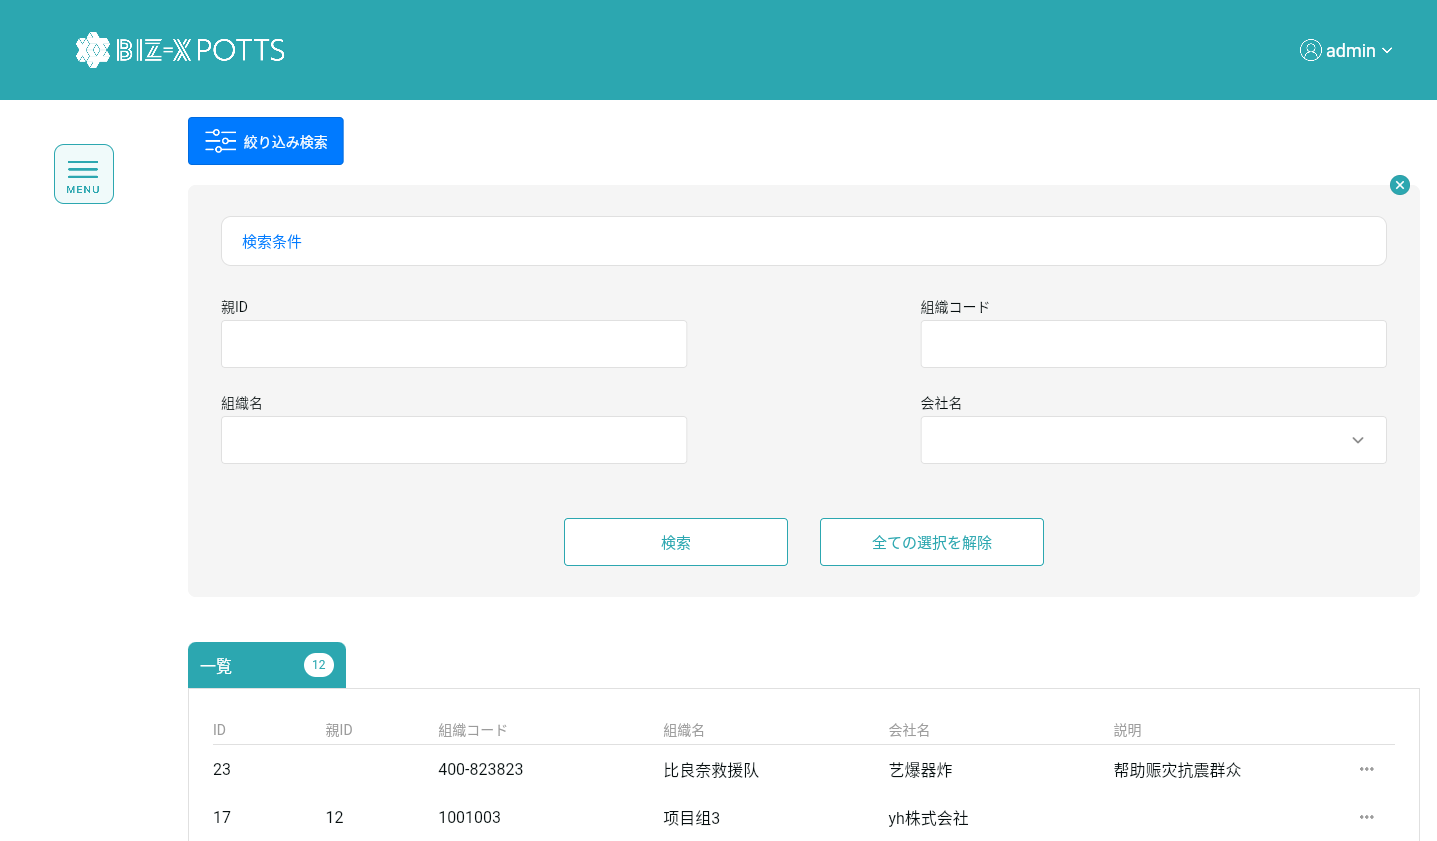 BIZ-X POTTS
admin
MENU
絞り込み検索
検索条件
親ID
組織コード
組織名
会社名
検索
全ての選択を解除
一覧 12
ID 親ID 組織コード 組織名 会社名 説明
23 400-823823 比良奈救援队 艺爆器炸 帮助赈灾抗震群众
17 12 1001003 项目组3 yh株式会社